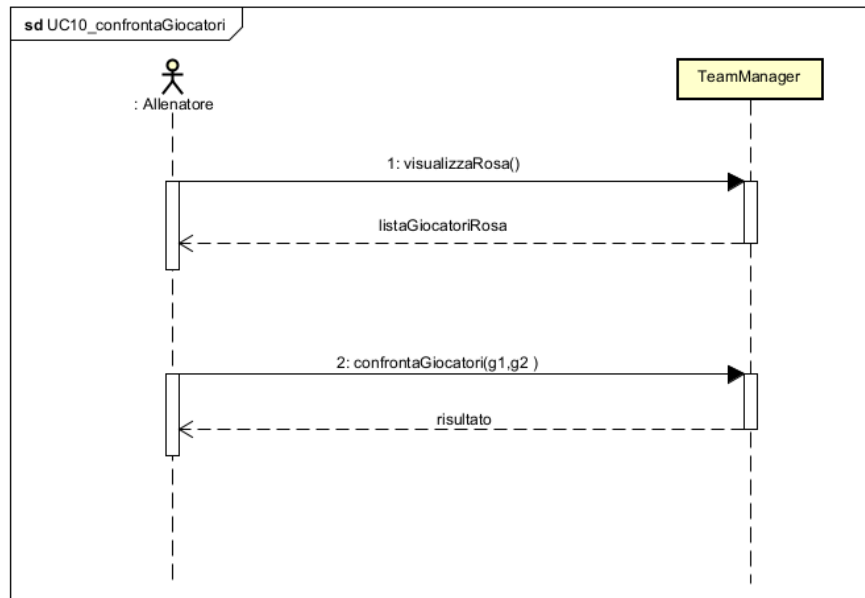 sd UC10_confrontaGiocatori
: Allenatore
TeamManager
1: visualizzaRosa()
listaGiocatoriRosa
2: confrontaGiocatori(g1,g2 )
risultato